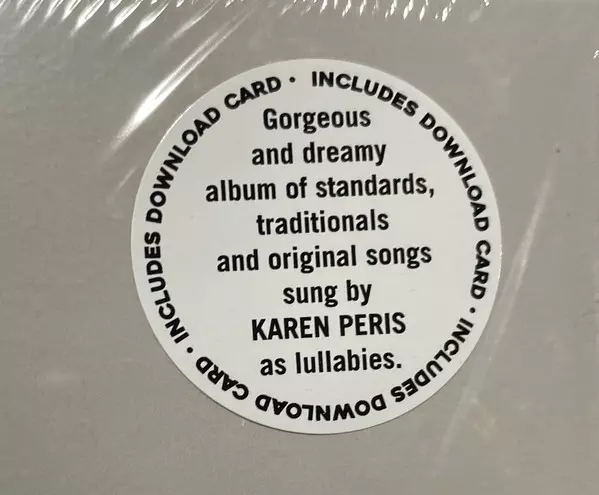 INCLUDES DOWNLOAD CARD • INCLUDES DOWNLOAD CARD • INCLUDES DOWNLOAD CARD •
Gorgeous
and dreamy
album of standards,
traditionals
and original songs
sung by
KAREN PERIS
as lullabies.